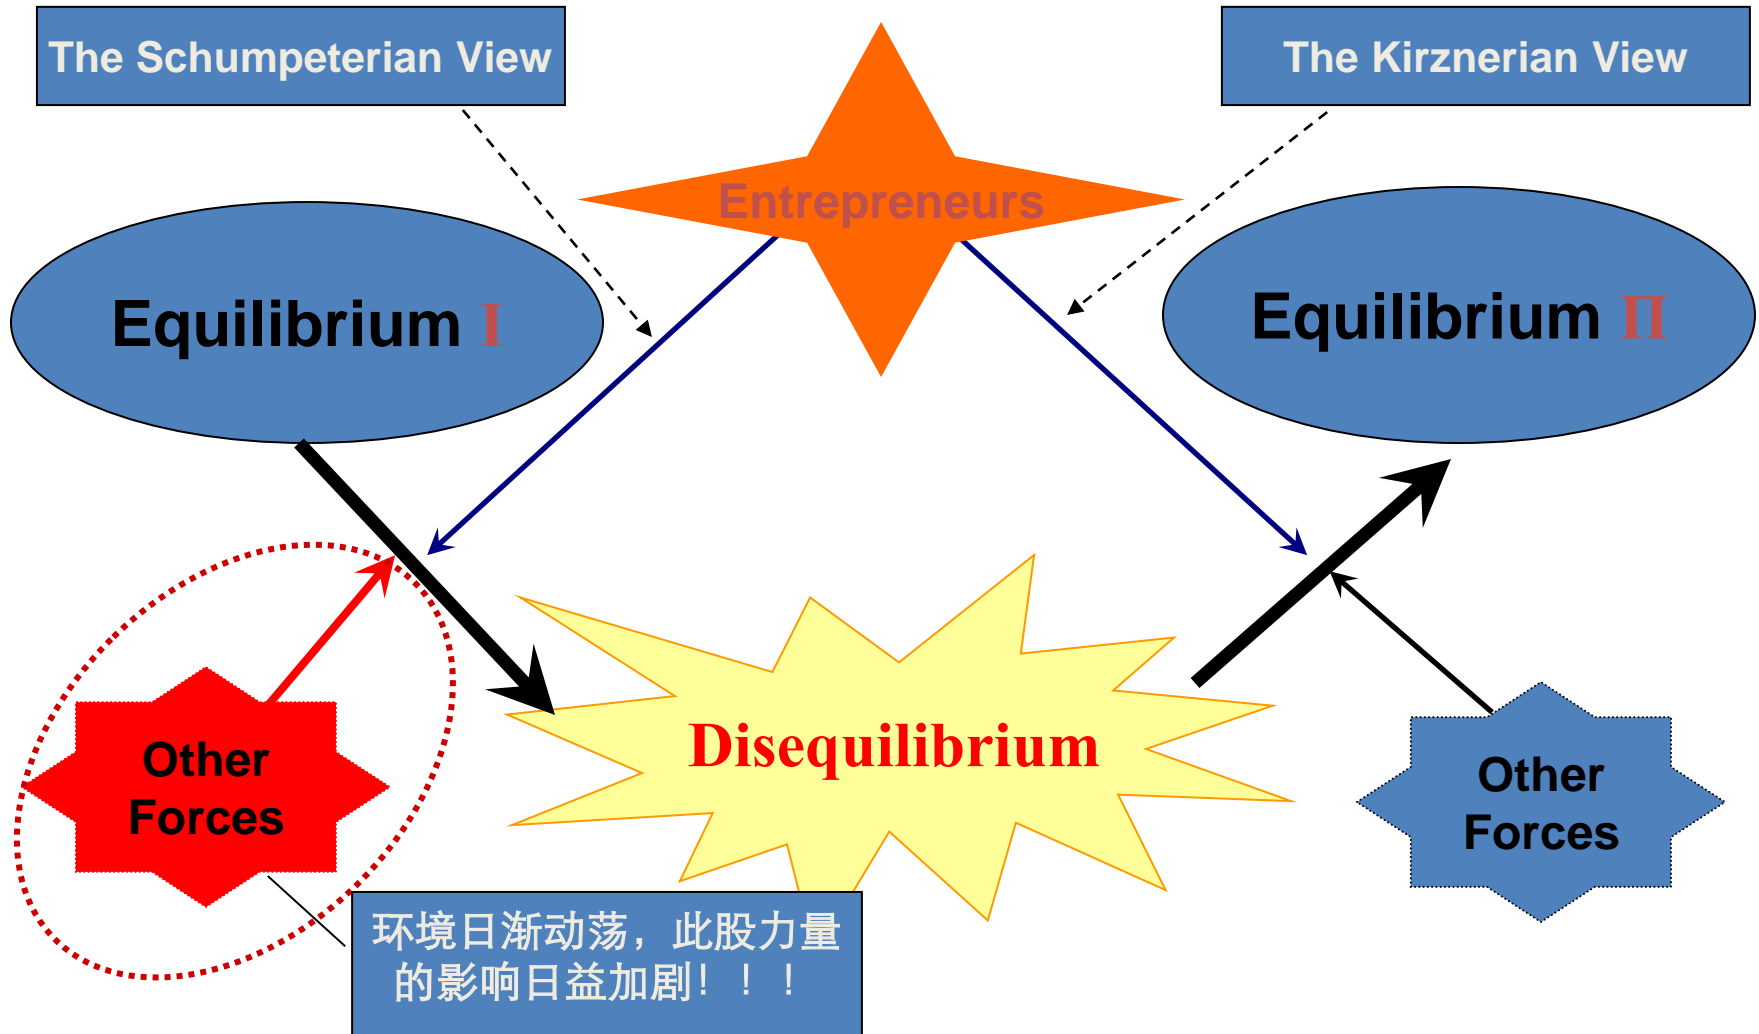 The Schumpeterian View
The Kirznerian View
Entrepreneurs
Equilibrium I
Equilibrium Π
Disequilibrium
Other
Forces
Other
Forces
环境日渐动荡，此股力量
的影响日益加剧！！！